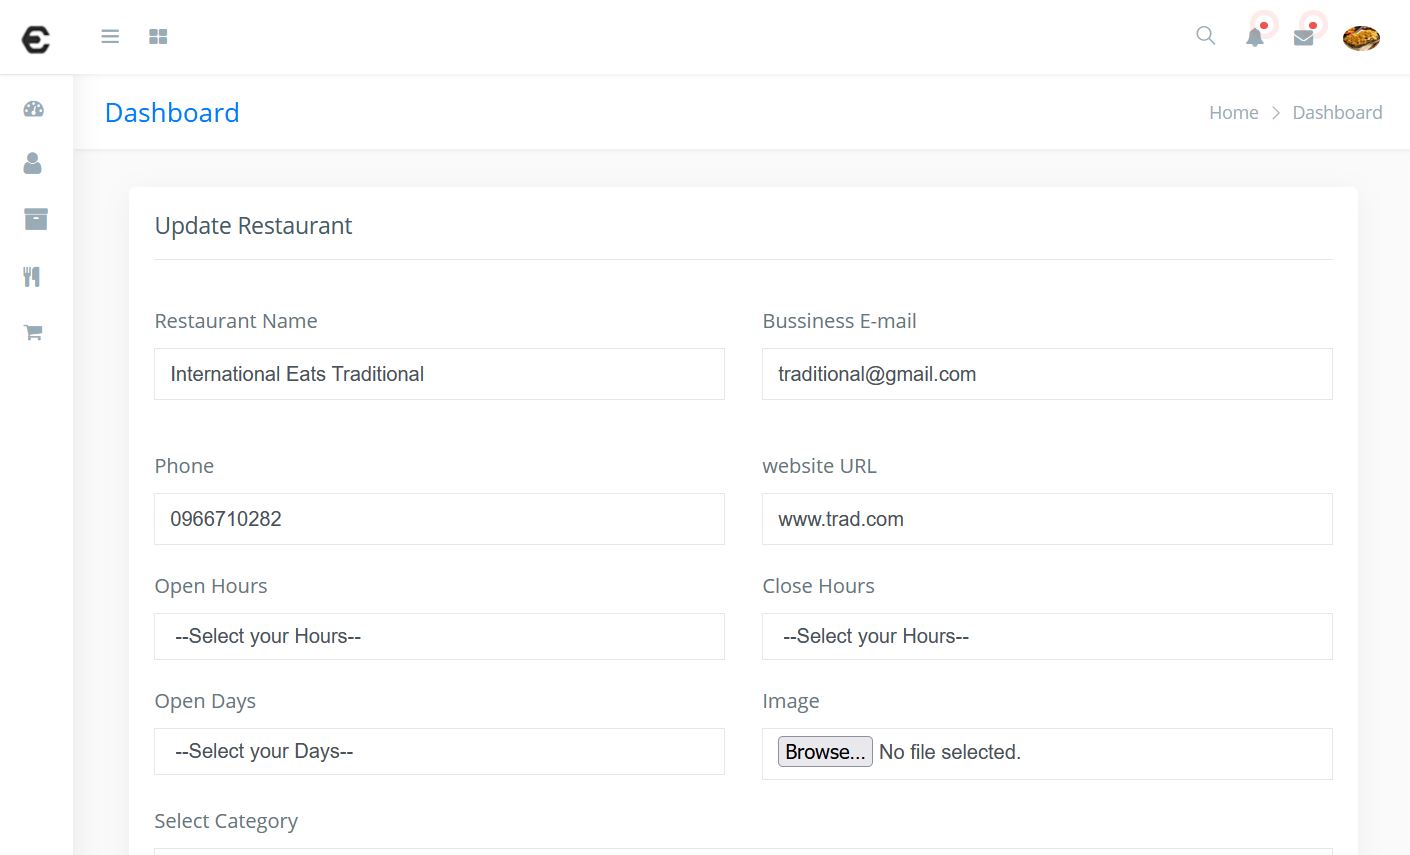 Dashboard
Home > Dashboard
Update Restaurant
Restaurant Name
Bussiness E-mail
International Eats Traditional
traditional@gmail.com
Phone
website URL
0966710282
www.trad.com
Open Hours
Close Hours
--Select your Hours--
--Select your Hours--
Open Days
Image
--Select your Days--
Browse... No file selected.
Select Category